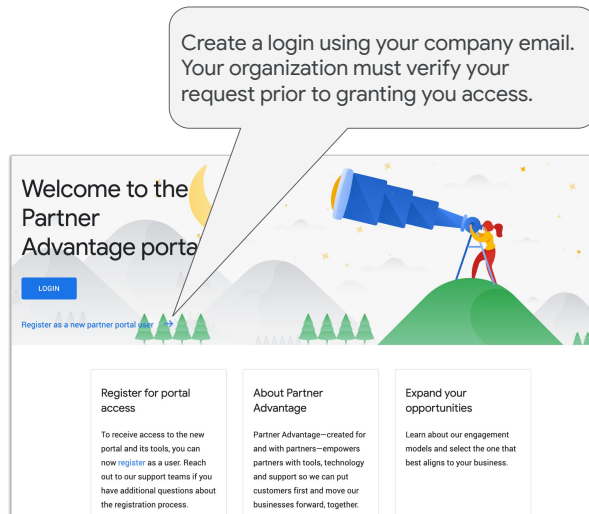 Create a login using your company email.
Your organization must verify your
request prior to granting you access.
Welcome to the
Partner
Advantage porta
LOGIN
Register as a new partner portal user
Register for portal
access
To receive access to the new
portal and its tools, you can
now register as a user. Reach
out to our support teams if you
have additional questions about
the registration process.
About Partner
Advantage
Partner Advantage—created for
and with partners—empowers
partners with tools, technology
and support so we can put
customers first and move our
businesses forward, together.
Expand your
opportunities
Learn about our engagement
models and select the one that
best aligns to your business.